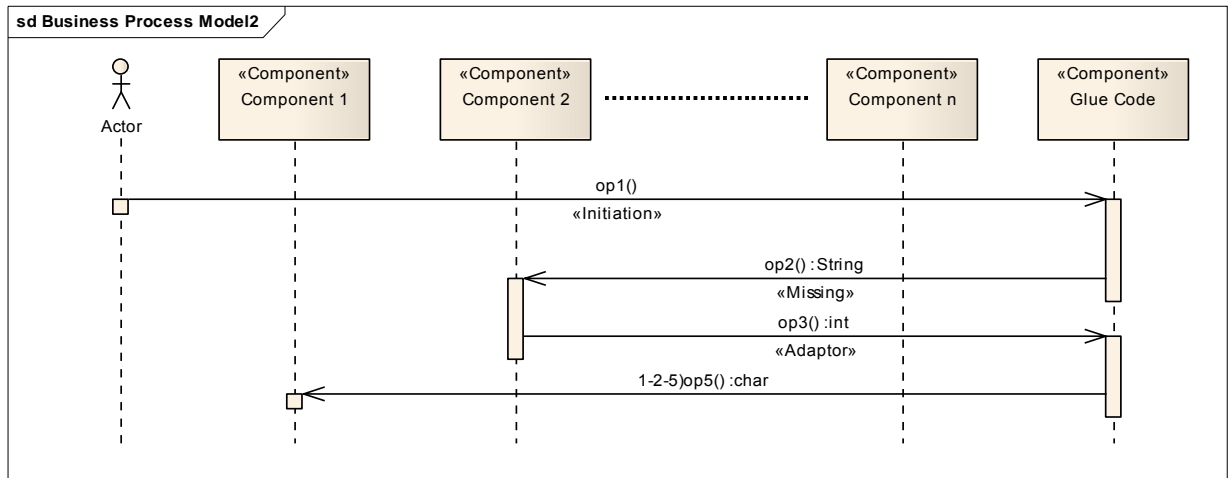 sd Business Process Model2
Actor
«Component»
Component 1
«Component»
Component 2
«Component»
Component n
«Component»
Glue Code
op1()
«Initiation»
op2() :String
«Missing»
op3() :int
«Adaptor»
1-2-5)op5() :char